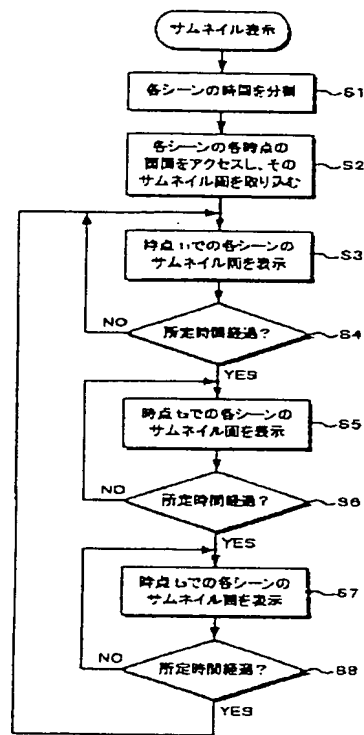 サムネイル表示
各シーンの時間を分割
S1
各シーンの各時点の
画面をアクセスし、その
サムネイル画を取り込む
S2
時点 t₁での各シーンの
サムネイル画を表示
S3
NO
所定時間経過?
S4
YES
時点 t₂での各シーンの
サムネイル画を表示
S5
NO
所定時間経過?
S6
YES
時点 t₃での各シーンの
サムネイル画を表示
S7
NO
所定時間経過?
S8
YES